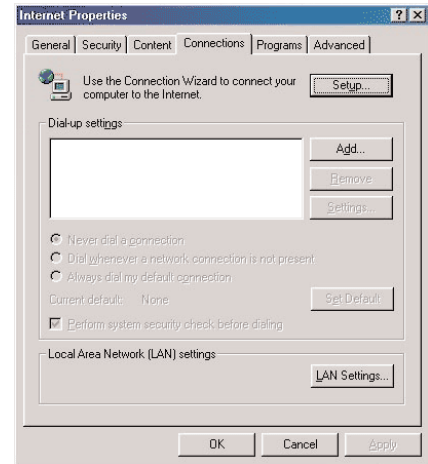 Internet Properties
General Security Content Connections Programs Advanced
Use the Connection Wizard to connect your
computer to the Internet.
Setup...
Dial-up settings
Add...
Remove
Settings...
Never dial a connection
Dial whenever a network connection is not present
Always dial my default connection
Current default: None
Set Default
Perform system security check before dialing
Local Area Network (LAN) settings
LAN Settings...
OK Cancel Apply